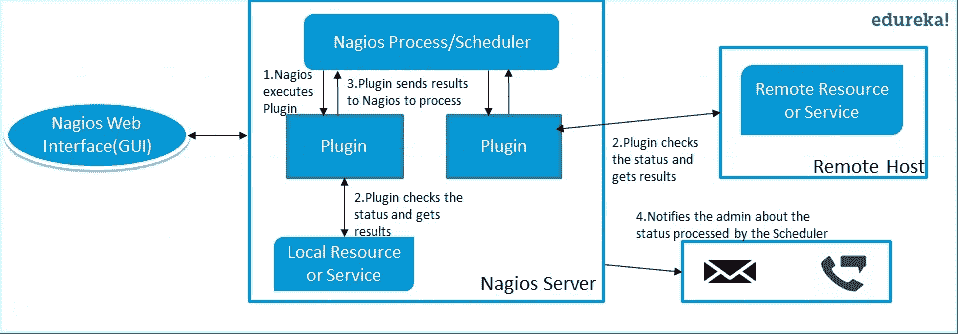 edureka!
Nagios Process/Scheduler
1.Nagios
executes
Plugin
3.Plugin sends results
to Nagios to process
Nagios Web
Interface(GUI)
Plugin
Plugin
2.Plugin checks the
status and gets
results
Local Resource
or Service
Nagios Server
Remote Resource
or Service
Remote Host
2.Plugin checks
the status and
gets results
4.Notifies the admin about the
status processed by the Scheduler